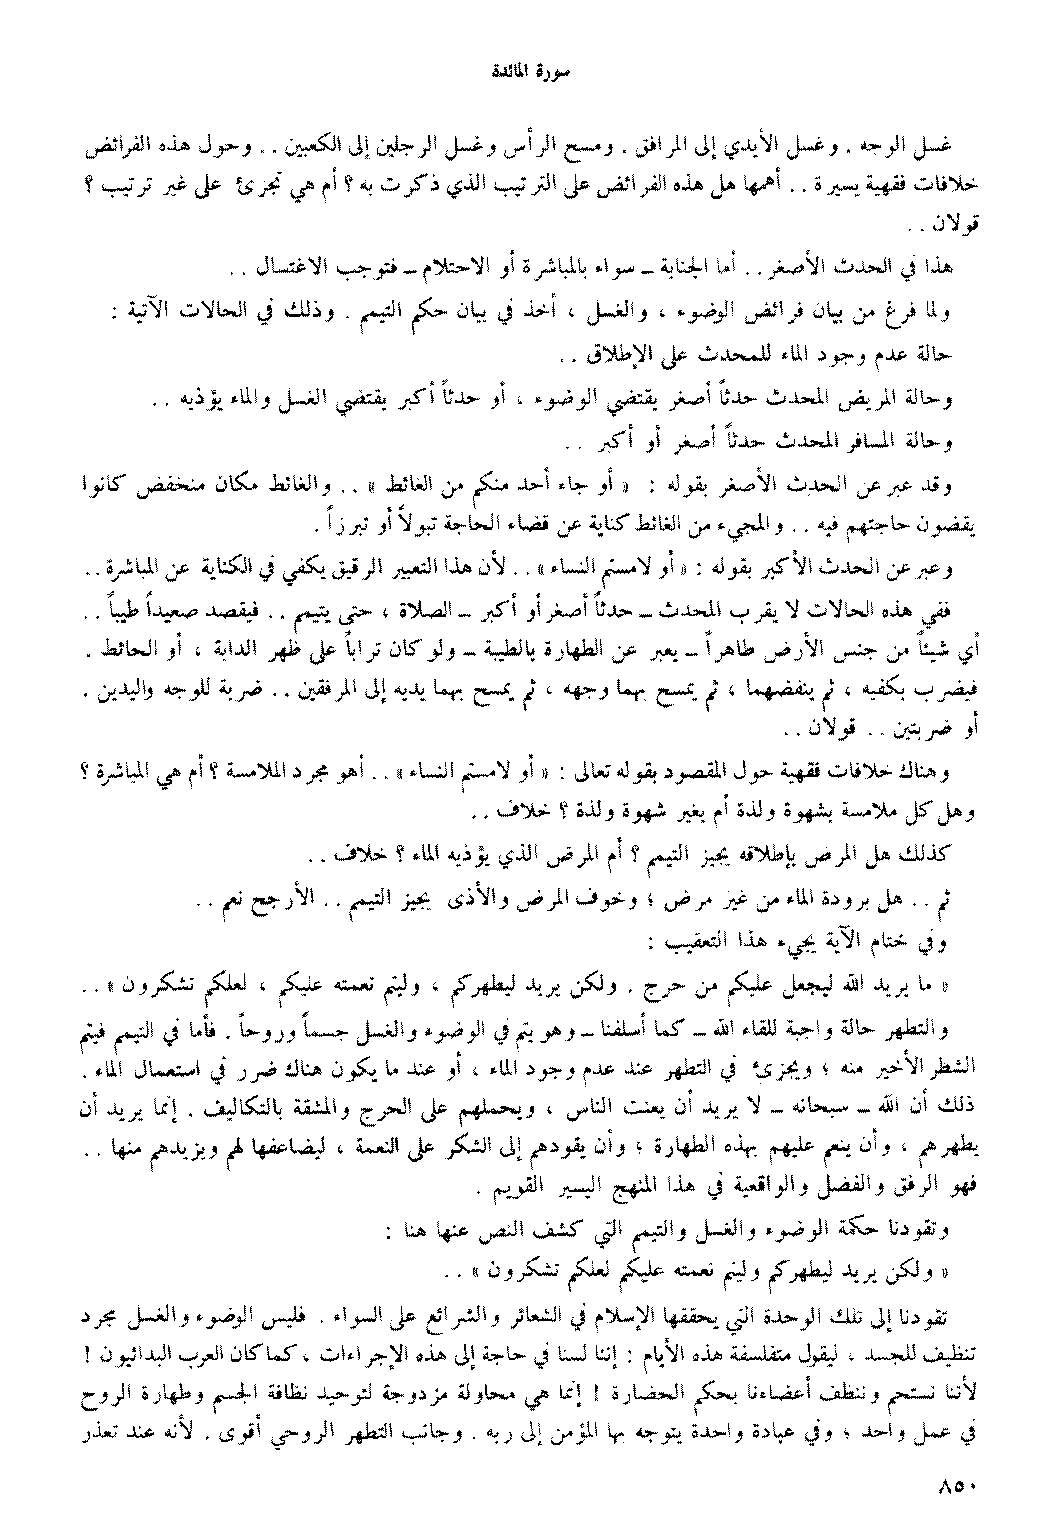 سورة المائدة
غسل الوجه . وغسل الأيدي إلى المرافق . ومسح الرأس وغسل الرجلين إلى الكعبين . . وحول هذه الفرائض
خلافات فقهية يسيرة . . أهمها هل هذه الفرائض على الترتيب الذي ذكرت به ؟ أم هي تجزئ على غير ترتيب ؟
قولان . .
هذا في الحدث الأصغر . . أما الجنابة – سواء بالمباشرة أو الاحتلام – فتوجب الاغتسال . .
ولما فرغ من بيان فرائض الوضوء ، والغسل ، أخذ في بيان حكم التيمم . وذلك في الحالات الآتية :
حالة عدم وجود الماء للمحدث على الإطلاق . .
وحالة المريض المحدث حدثاً أصغر يقتضي الوضوء ، أو حدثاً أكبر يقتضي الغسل والماء يؤذيه . .
وحالة المسافر المحدث حدثاً أصغر أو أكبر . .
وقد عبر عن الحدث الأصغر بقوله : « أو جاء أحد منكم من الغائط » . . والغائط مكان منخفض كانوا
يقضون حاجتهم فيه . . والمجيء من الغائط كناية عن قضاء الحاجة تبولاً أو تبرزاً .
وعبر عن الحدث الأكبر بقوله : « أو لامستم النساء » . . لأن هذا التعبير الرقيق يكفي في الكناية عن المباشرة . .
ففي هذه الحالات لا يقرب المحدث – حدثاً أصغر أو أكبر – الصلاة ، حتى يتيمم . . فيقصد صعيداً طيباً . .
أي شيئاً من جنس الأرض طاهراً – يعبر عن الطهارة بالطيبة – ولو كان تراباً على ظهر الدابة ، أو الحائط .
فيضرب بكفيه ، ثم ينفضهما ، ثم يمسح بهما وجهه ، ثم يمسح بهما يديه إلى المرفقين . . ضربة للوجه واليدين .
أو ضربتين . . قولان . .
وهناك خلافات فقهية حول المقصود بقوله تعالى : « أو لامستم النساء » . . أهو مجرد الملامسة ؟ أم هي المباشرة ؟
وهل كل ملامسة بشهوة ولذة أم بغير شهوة ولذة ؟ خلاف . .
كذلك هل المرض بإطلاقه يجيز التيمم ؟ أم المرض الذي يؤذيه الماء ؟ خلاف . .
ثم . . هل برودة الماء من غير مرض ؛ وخوف المرض والأذى يجيز التيمم . . الأرجح نعم . .
وفي ختام الآية يجيء هذا التعقيب :
« ما يريد الله ليجعل عليكم من حرج . ولكن يريد ليطهركم ، وليتم نعمته عليكم ، لعلكم تشكرون » . .
والتطهر حالة واجبة للقاء الله – كما أسلفنا – وهو يتم في الوضوء والغسل جسماً وروحاً . فأما في التيمم فيتم
الشطر الأخير منه ؛ ويجزئ في التطهر عند عدم وجود الماء ، أو عند ما يكون هناك ضرر في استعمال الماء .
ذلك أن الله – سبحانه – لا يريد أن يعنت الناس ، ويحملهم على الحرج والمشقة بالتكاليف . إنما يريد أن
يطهرهم ، وأن ينعم عليهم بهذه الطهارة ؛ وأن يقودهم إلى الشكر على النعمة ، ليضاعفها لهم ويزيدهم منها . .
فهو الرفق والفضل والواقعية في هذا المنهج اليسير القويم .
وتقودنا حكمة الوضوء والغسل والتيمم التي كشف النص عنها هنا :
« ولكن يريد ليطهركم وليتم نعمته عليكم لعلكم تشكرون » . .
تقودنا إلى تلك الوحدة التي يحققها الإسلام في الشعائر والشرائع على السواء . فليس الوضوء والغسل مجرد
تنظيف للجسد ، ليقول متفلسفة هذه الأيام : إننا لسنا في حاجة إلى هذه الإجراءات ، كما كان العرب البدائيون !
لأننا نستحم وننظف أعضاءنا بحكم الحضارة ! إنما هي محاولة مزدوجة لتوحيد نظافة الجسم وطهارة الروح
في عمل واحد ؛ وفي عبادة واحدة يتوجه بها المؤمن إلى ربه . وجانب التطهر الروحي أقوى . لأنه عند تعذر
٨٥٠